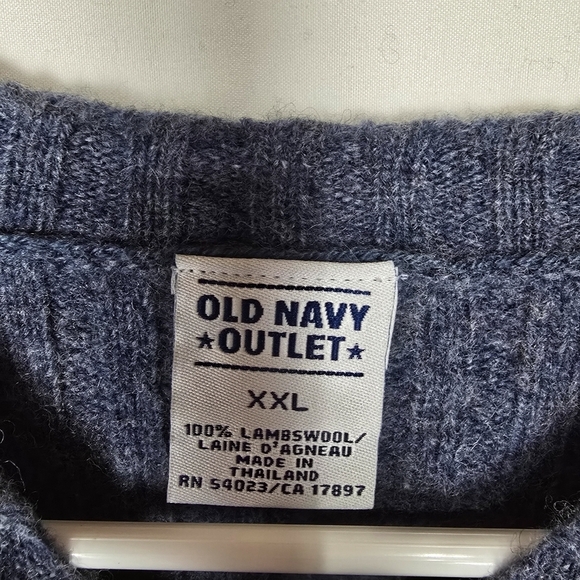 OLD NAVY
★OUTLET★
XXL
100% LAMBSWOOL/
LAINE D'AGNEAU
MADE IN
THAILAND
RN 54023/CA 17897